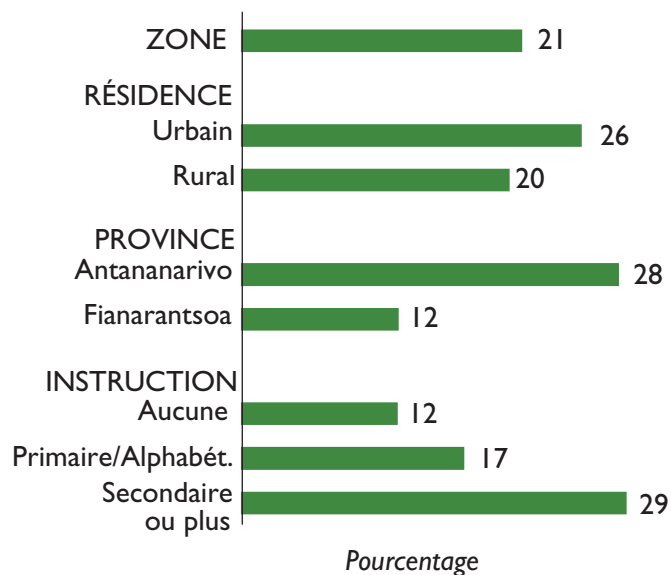 ZONE 21
RÉSIDENCE
Urbain 26
Rural 20
PROVINCE
Antananarivo 28
Fianarantsoa 12
INSTRUCTION
Aucune 12
Primaire/Alphabét. 17
Secondaire
ou plus 29
Pourcentage